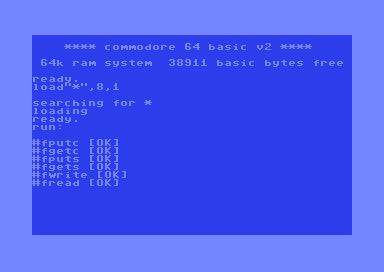 **** commodore 64 basic v2 ****
64k ram system  38911 basic bytes free
ready.
load"*",8,1
searching for *
loading
ready.
run:
#fputc [OK]
#fgetc [OK]
#fputs [OK]
#fgets [OK]
#fwrite [OK]
#fread [OK]